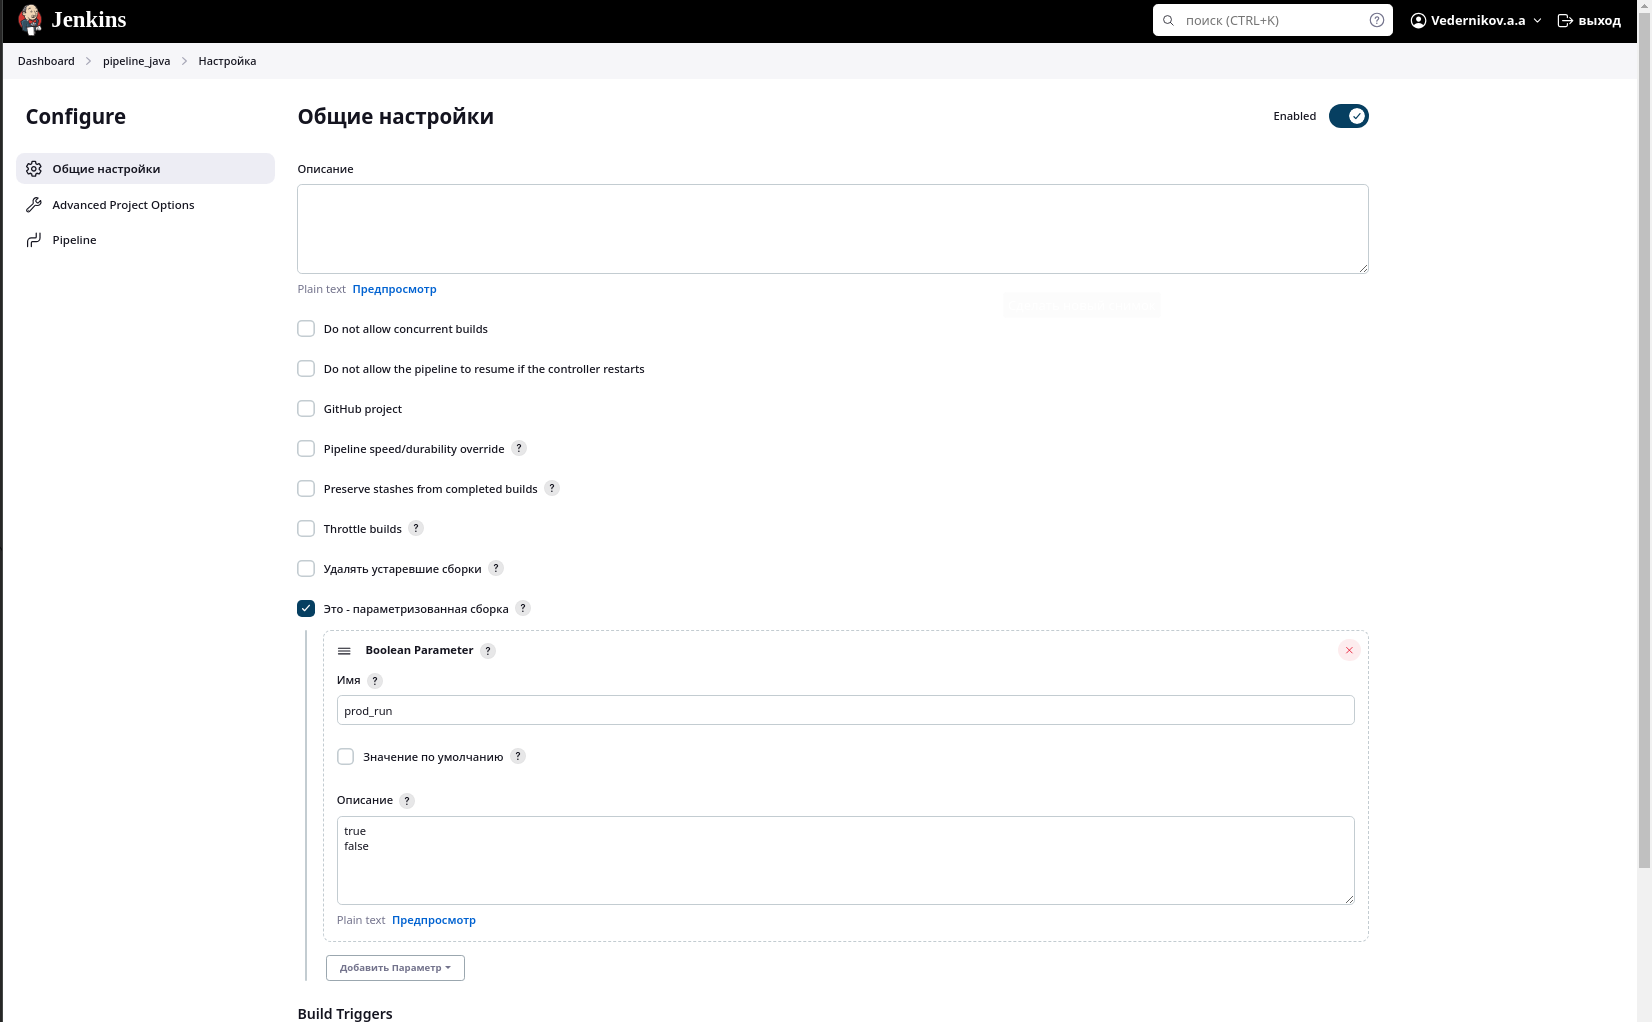 Jenkins
поиск (CTRL+K)
?
Vedernikov.a.a
выход
Dashboard
pipeline_java
Настройка
Configure
Общие настройки
Advanced Project Options
Pipeline
Общие настройки
Enabled
Описание
Plain text Предпросмотр
Do not allow concurrent builds
Do not allow the pipeline to resume if the controller restarts
GitHub project
Pipeline speed/durability override ?
Preserve stashes from completed builds ?
Throttle builds ?
Удалять устаревшие сборки ?
Это - параметризованная сборка ?
Boolean Parameter ?
Имя ?
prod_run
Значение по умолчанию ?
Описание ?
true
false
Plain text Предпросмотр
Добавить Параметр
Build Triggers